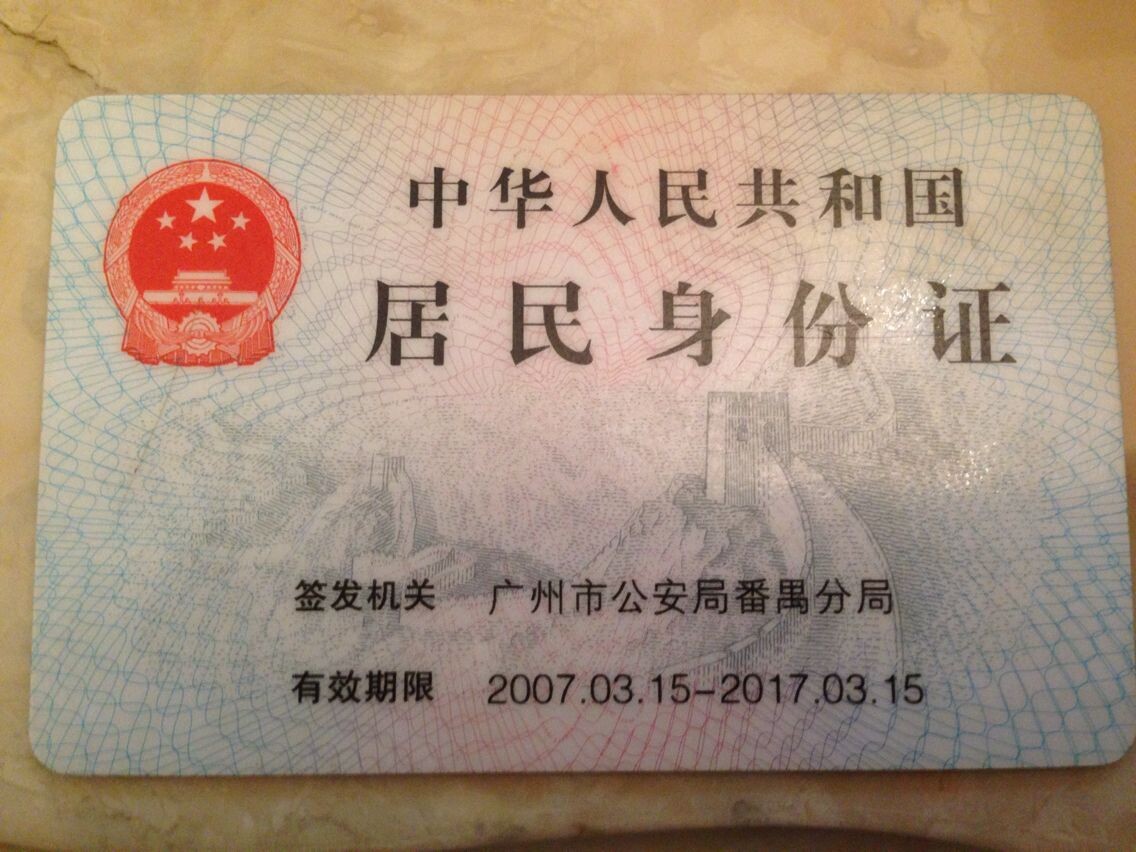 中华人民共和国
居民身份证
签发机关 广州市公安局番禺分局
有效期限 2007.03.15-2017.03.15